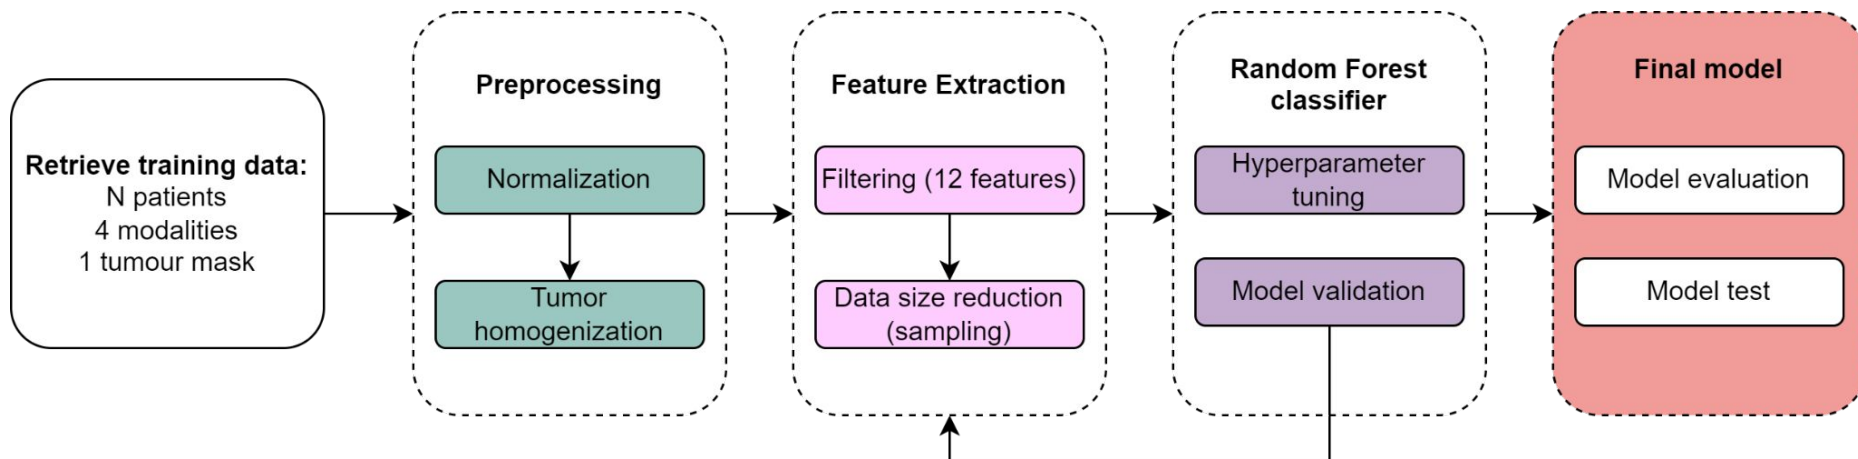 Retrieve training data:
N patients
4 modalities
1 tumour mask
Preprocessing
Normalization
Tumor
homogenization
Feature Extraction
Filtering (12 features)
Data size reduction
(sampling)
Random Forest
classifier
Hyperparameter
tuning
Model validation
Final model
Model evaluation
Model test